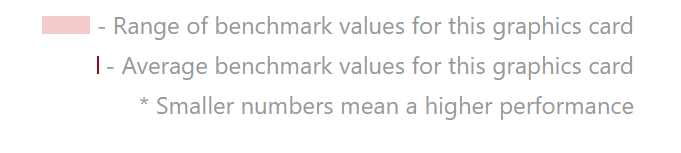 - Range of benchmark values for this graphics card
- Average benchmark values for this graphics card
* Smaller numbers mean a higher performance